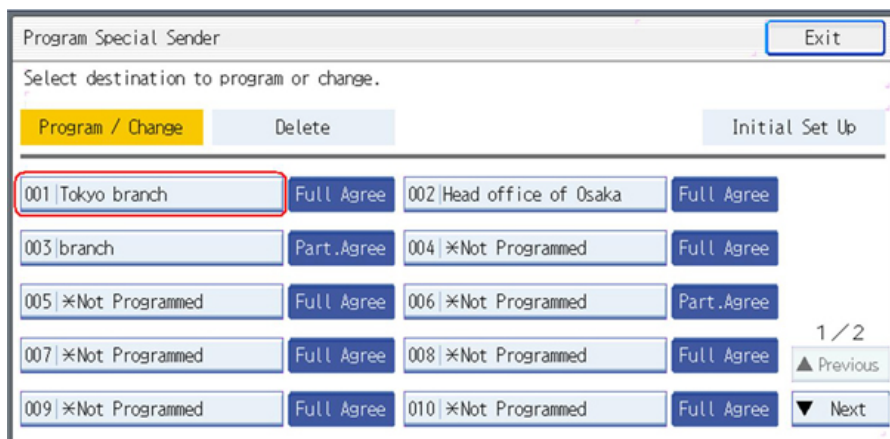 Program Special Sender Exit
Select destination to program or change.
Program / Change Delete Initial Set Up
001 Tokyo branch Full Agree 002 Head office of Osaka Full Agree
003 branch Part.Agree 004 ＊Not Programmed Full Agree
005 ＊Not Programmed Full Agree 006 ＊Not Programmed Part.Agree
1/2
007 ＊Not Programmed Full Agree 008 ＊Not Programmed Full Agree ▲ Previous
009 ＊Not Programmed Full Agree 010 ＊Not Programmed Full Agree ▼ Next